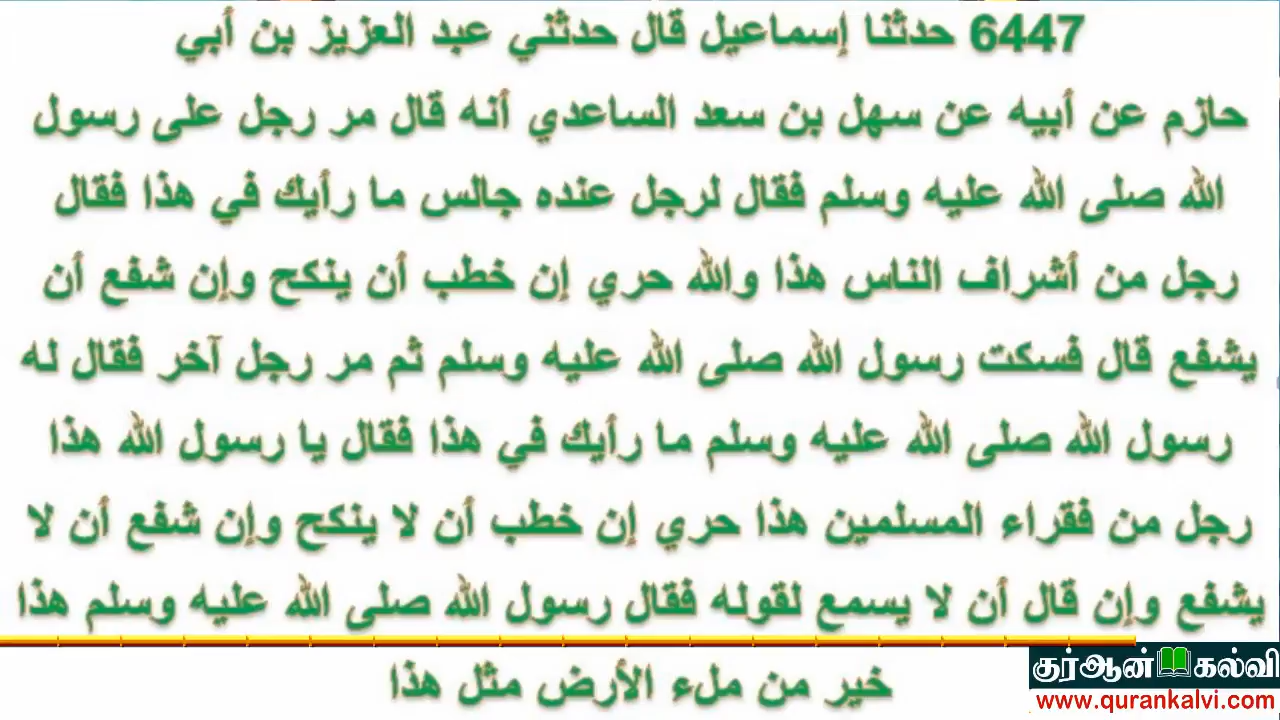 6447 حدثنا إسماعيل قال حدثني عبد العزيز بن أبي
حازم عن أبيه عن سهل بن سعد الساعدي أنه قال مر رجل على رسول
الله صلى الله عليه وسلم فقال لرجل عنده جالس ما رأيك في هذا فقال
رجل من أشراف الناس هذا والله حري إن خطب أن ينكح وإن شفع أن
يشفع قال فسكت رسول الله صلى الله عليه وسلم ثم مر رجل آخر فقال له
رسول الله صلى الله عليه وسلم ما رأيك في هذا فقال يا رسول الله هذا
رجل من فقراء المسلمين هذا حري إن خطب أن لا ينكح وإن شفع أن لا
يشفع وإن قال أن لا يسمع لقوله فقال رسول الله صلى الله عليه وسلم هذا
خير من ملء الأرض مثل هذا
குர்ஆன் கல்வி
www.qurankalvi.com